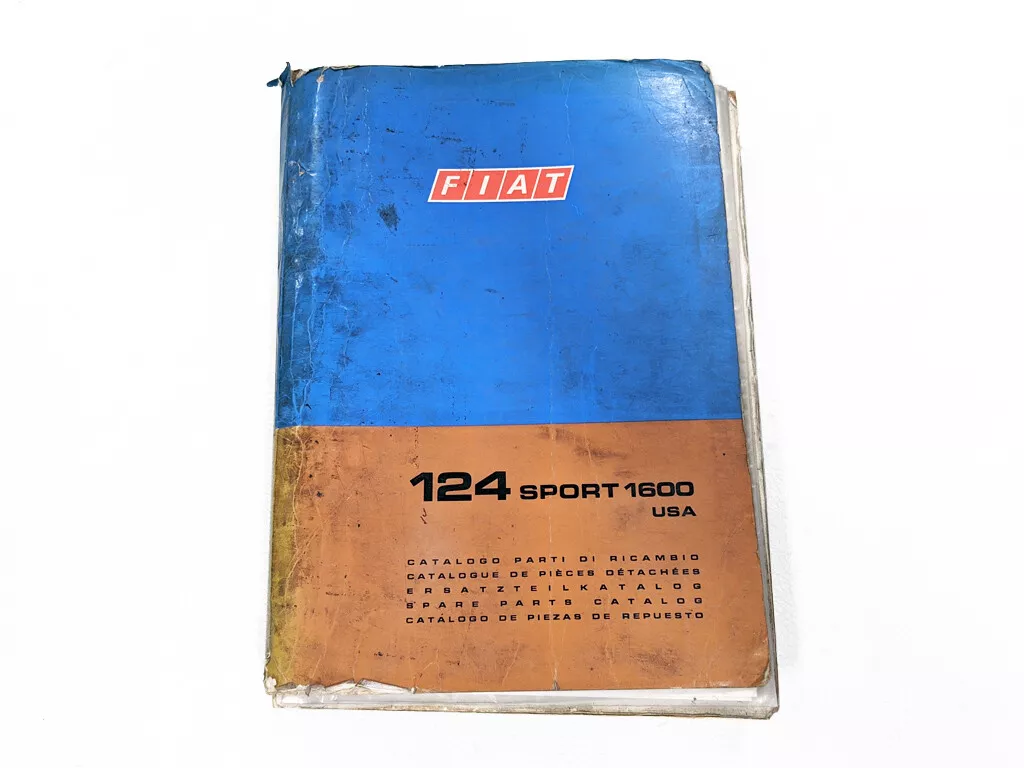 FIAT
124 SPORT 1600
USA
CATALOGO PARTI DI RICAMBIO
CATALOGUE DE PIÈCES DÉTACHÉES
ERSATZTEILKATALOG
SPARE PARTS CATALOG
CATÁLOGO DE PIEZAS DE REPUESTO